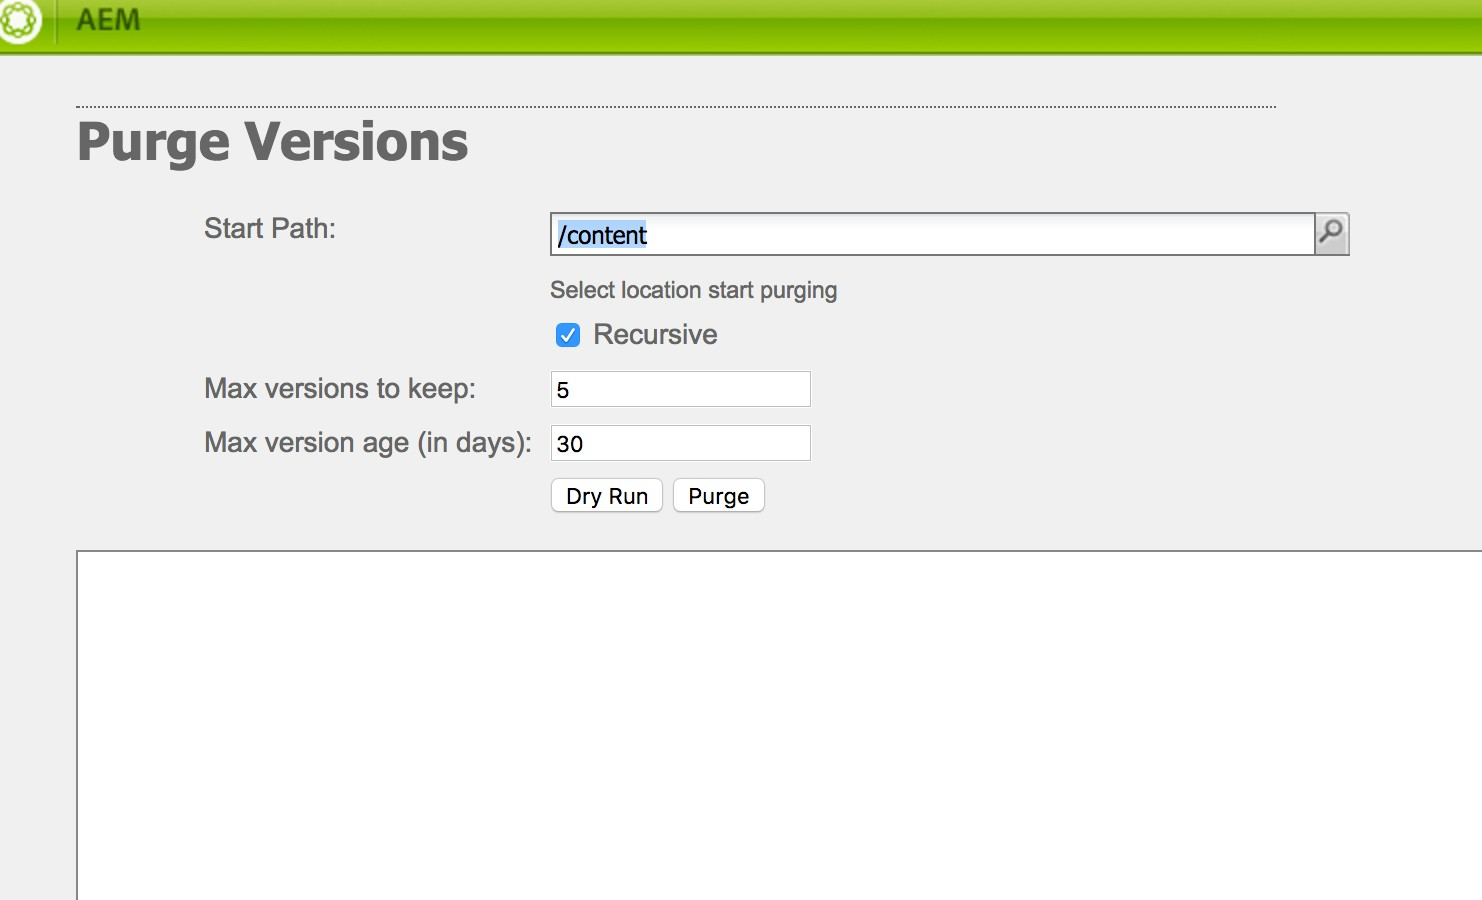 AEM
Purge Versions
Start Path:
/content
Select location start purging
Recursive
Max versions to keep:
5
Max version age (in days):
30
Dry Run
Purge